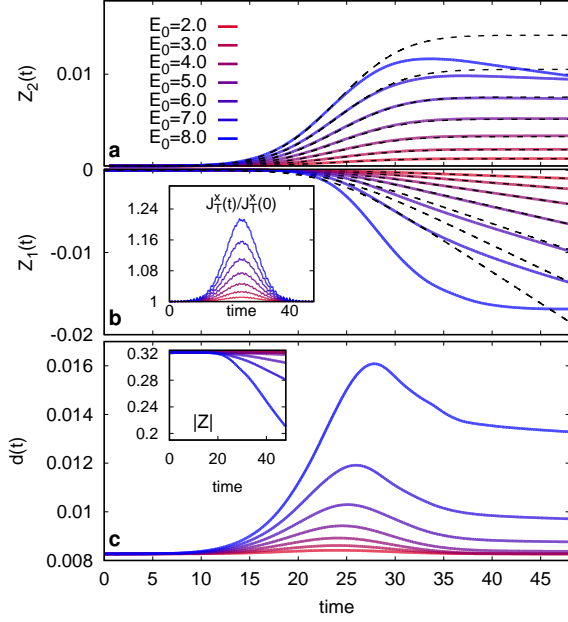 E₀=2.0
E₀=3.0
E₀=4.0
E₀=5.0
E₀=6.0
E₀=7.0
E₀=8.0
Z₂(t)
0.01
a
0
Z₁(t)
-0.01
-0.02
b
Jₜˣ(t)/Jₜˣ(0)
1.24
1.16
1.08
1
0 time 40
0.32
0.28
0.24
0.2
|Z|
0 20 40
time
d(t)
0.016
0.014
0.012
0.01
0.008
c
0 5 10 15 20 25 30 35 40 45
time